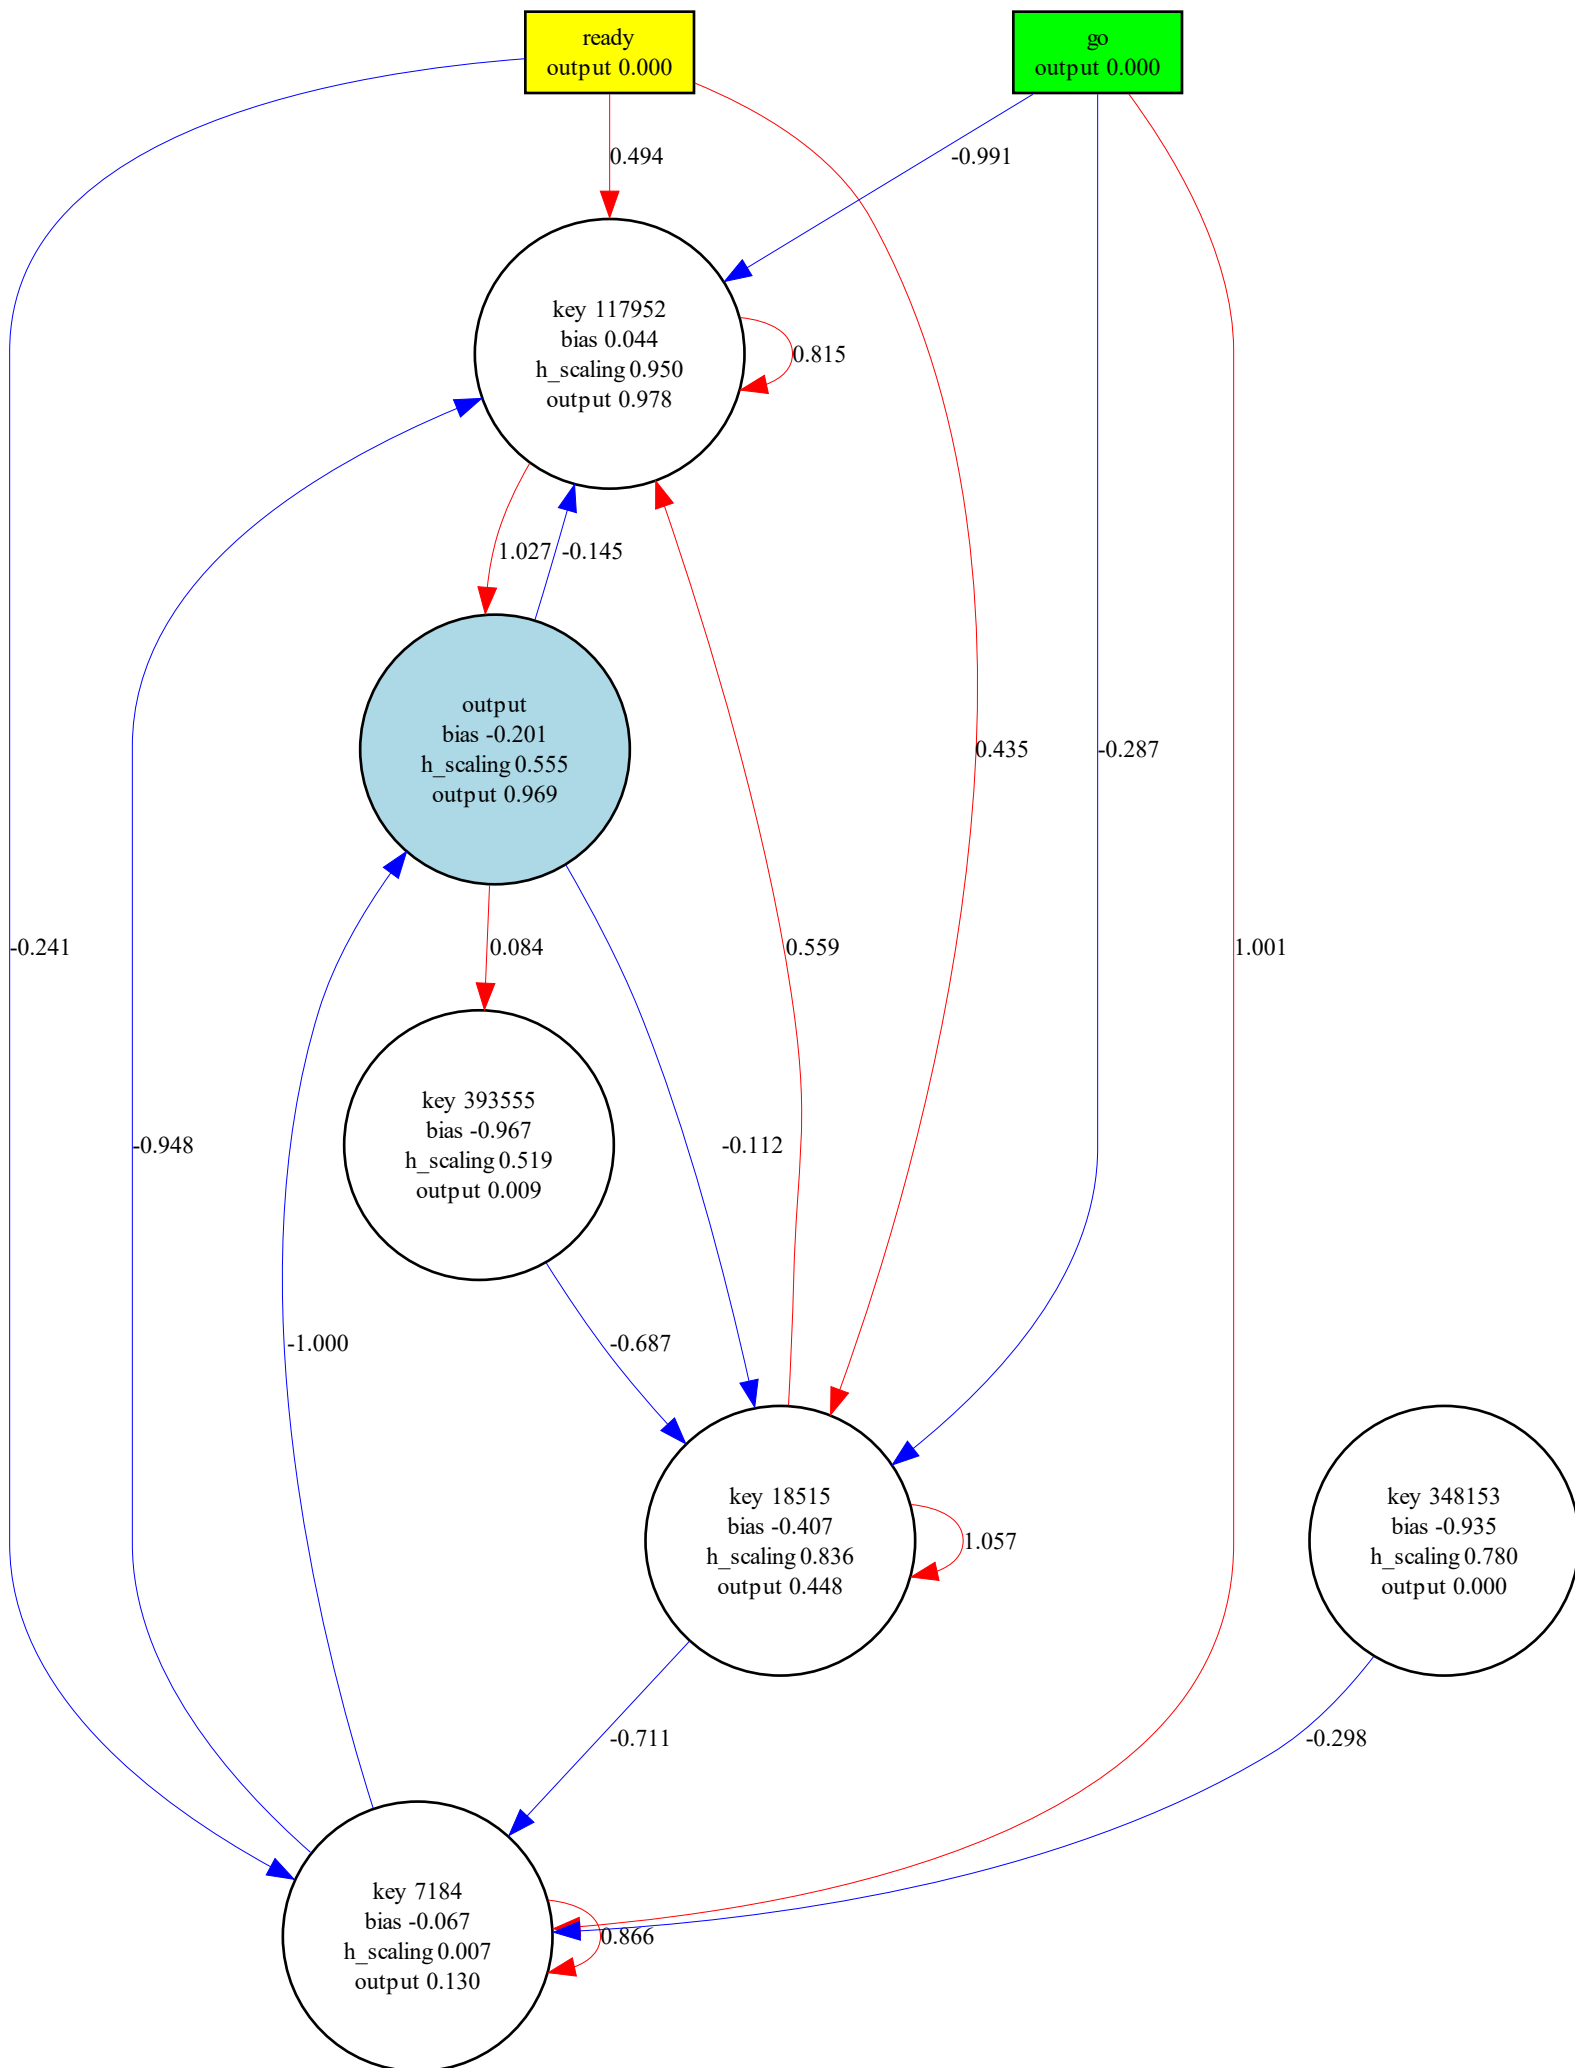 ready
output 0.000
go
output 0.000
0.494
-0.991
key 117952
bias 0.044
h_scaling 0.950
output 0.978
0.815
1.027
-0.145
output
bias -0.201
h_scaling 0.555
output 0.969
0.435
-0.287
-0.241
0.084
0.559
1.001
key 393555
bias -0.967
h_scaling 0.519
output 0.009
-0.948
-0.112
-1.000
-0.687
key 18515
bias -0.407
h_scaling 0.836
output 0.448
1.057
key 348153
bias -0.935
h_scaling 0.780
output 0.000
-0.711
-0.298
key 7184
bias -0.067
h_scaling 0.007
output 0.130
0.866